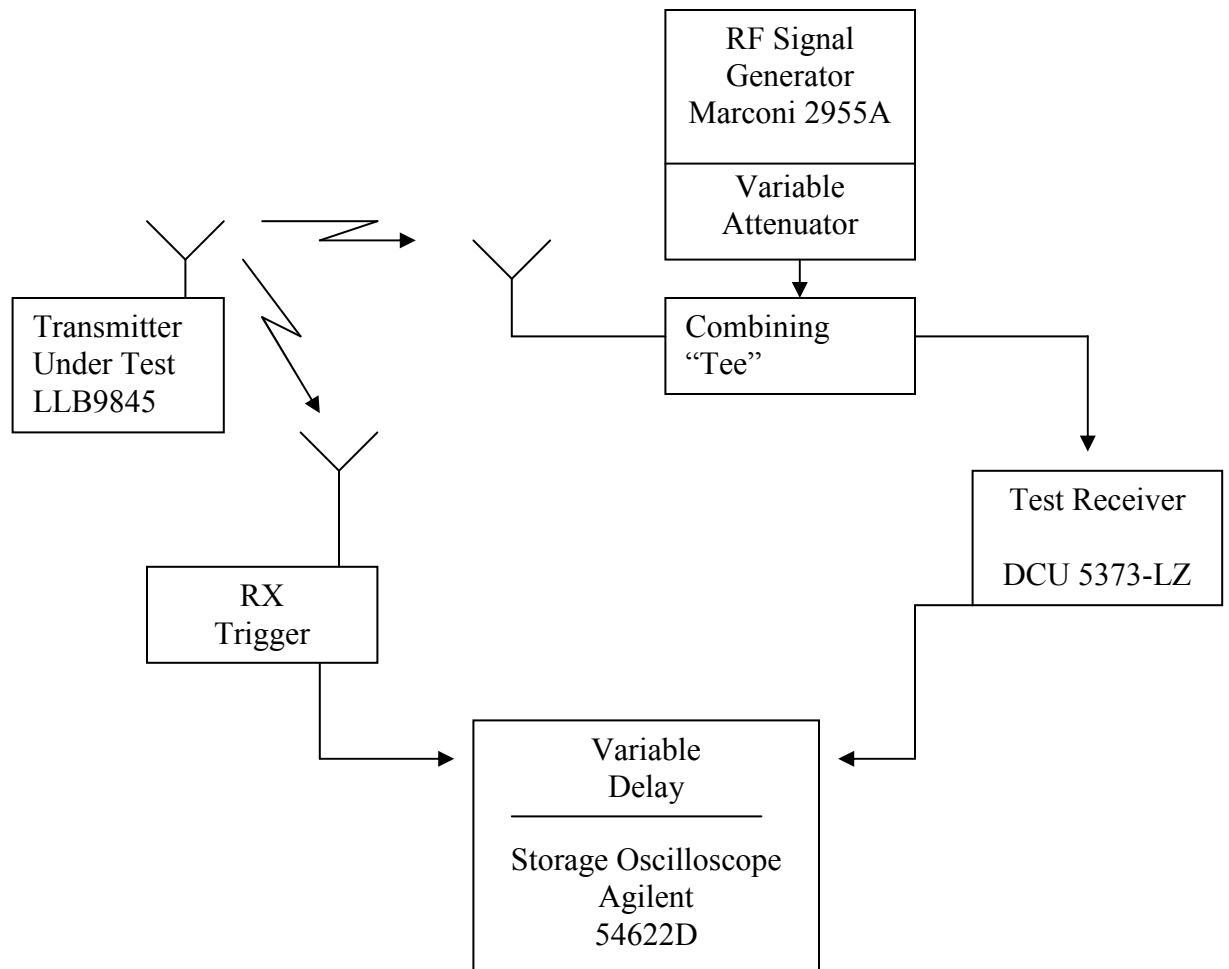 RF Signal
Generator
Marconi 2955A
Variable
Attenuator
Transmitter
Under Test
LLB9845
Combining
“Tee”
Test Receiver
DCU 5373-LZ
RX
Trigger
Variable
Delay
Storage Oscilloscope
Agilent
54622D